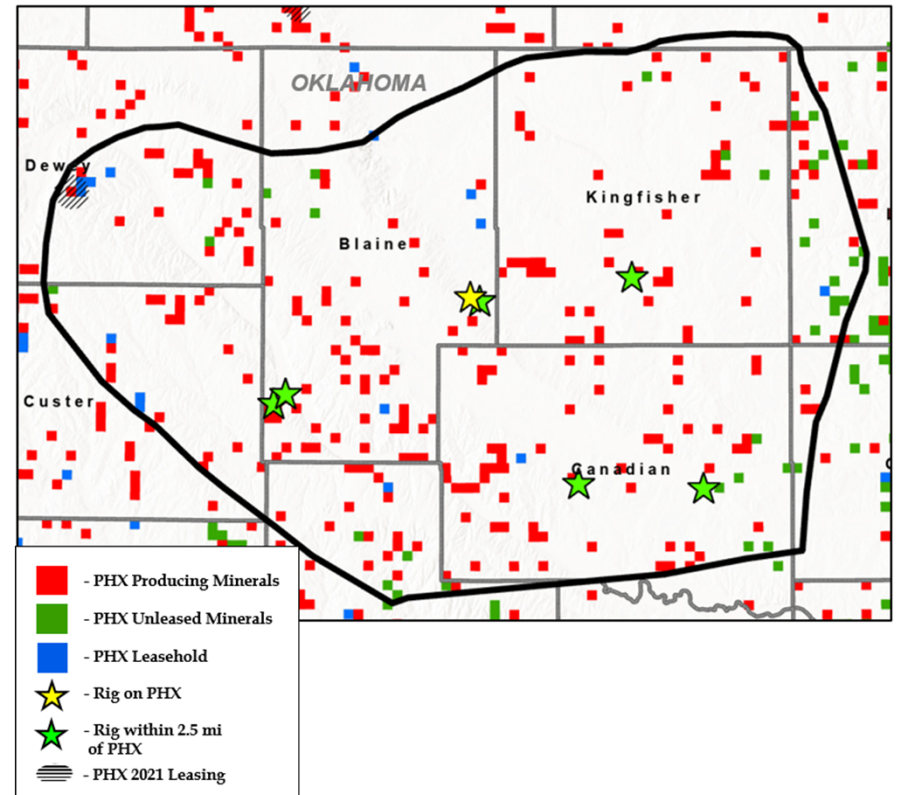 OKLAHOMA
Dewey
Kingfisher
Blaine
Custer
Canadian
- PHX Producing Minerals
- PHX Unleased Minerals
- PHX Leasehold
- Rig on PHX
- Rig within 2.5 mi
of PHX
- PHX 2021 Leasing